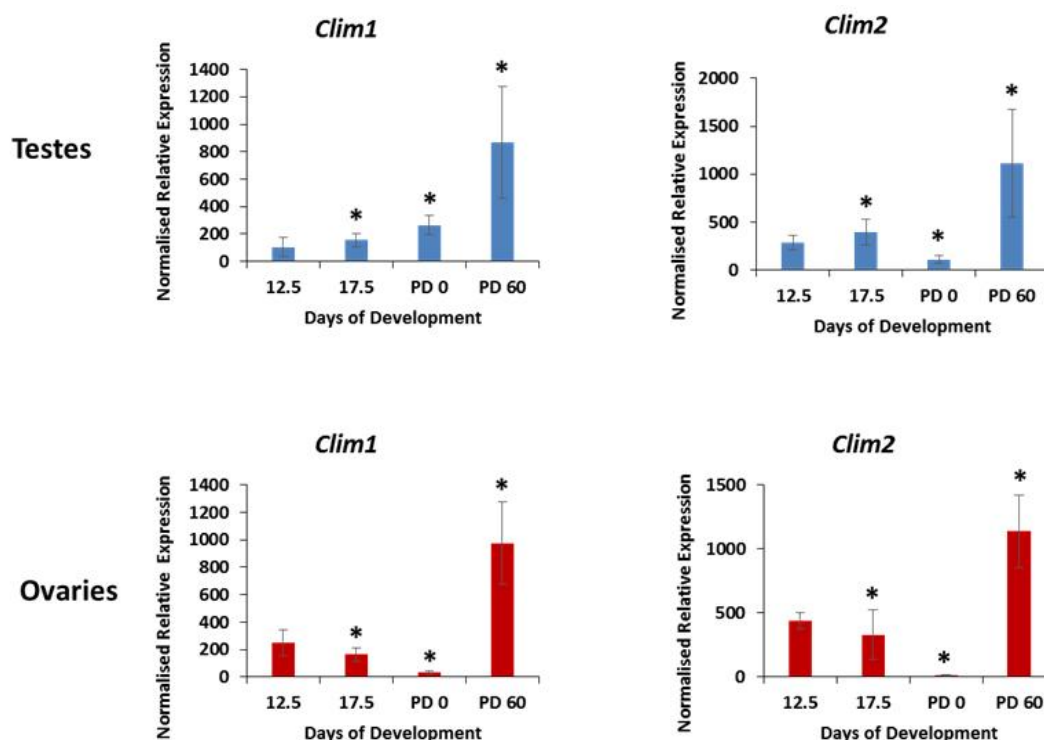 Testes
Clim1
Normalised Relative Expression
1400
1200
1000
800
600
400
200
0
*
*
*
12.5 17.5 PD 0 PD 60
Days of Development
Clim2
Normalised Relative Expression
2000
1500
1000
500
0
*
*
*
12.5 17.5 PD 0 PD 60
Days of Development
Ovaries
Clim1
Normalised Relative Expression
1400
1200
1000
800
600
400
200
0
*
*
*
12.5 17.5 PD 0 PD 60
Days of Development
Clim2
Normalised Relative Expression
1500
1000
500
0
*
*
*
12.5 17.5 PD 0 PD 60
Days of Development